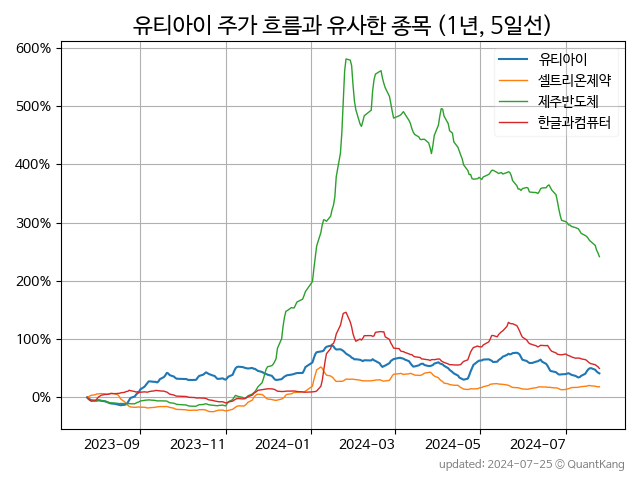 유티아이 주가 흐름과 유사한 종목 (1년, 5일선)
유티아이
셀트리온제약
제주반도체
한글과컴퓨터
600%
500%
400%
300%
200%
100%
0%
2023-09 2023-11 2024-01 2024-03 2024-05 2024-07
updated: 2024-07-25 © QuantKang